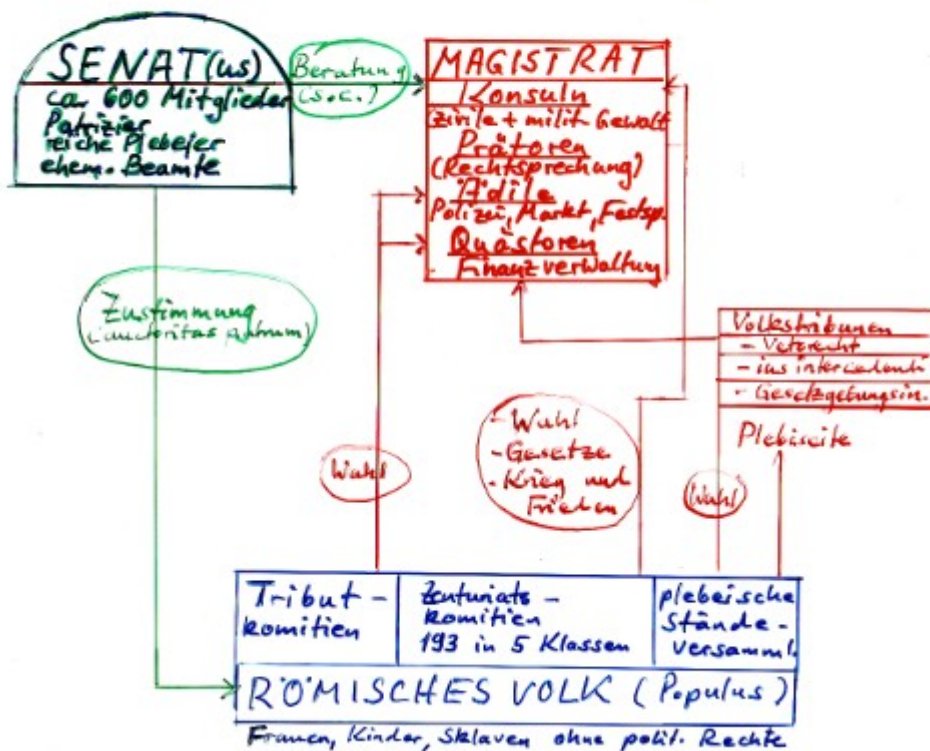 SENAT(us)
ca. 600 Mitglieder
Patrizier
reiche Plebejer
ehem. Beamte
Beratung
(s.c.)
MAGISTRAT
Konsuln
(zivile + milit. Gewalt
Prätoren
(Rechtsprechung)
Ädile
Polizei, Markt, Festsp.
Quästoren
- Finanzverwaltung
Zustimmung
(auctoritas patrum)
Volkstribunen
- Vetorecht
- ius intercedendi
- Gesetzgebungsin.
Plebiscite
Wahl
- Wahl
- Gesetze
- Krieg und
Frieden
Wahl
Tribut-
komitien
Zenturiats-
komitien
193 in 5 Klassen
plebeische
Stände-
versamml.
RÖMISCHES VOLK (Populus)
Frauen, Kinder, Sklaven ohne polit. Rechte